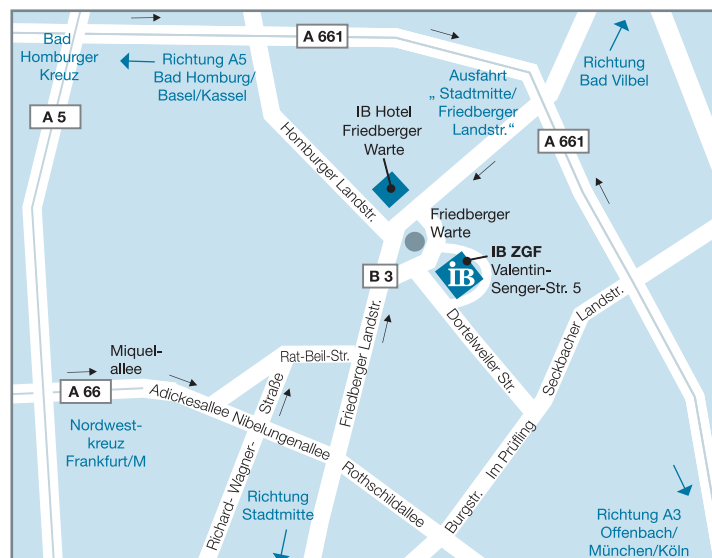 A 661
Bad
Homburger
Kreuz
Richtung A5
Bad Homburg/
Basel/Kassel
Richtung
Bad Vilbel
Ausfahrt
„ Stadtmitte/
Friedberger
Landstr.“
A 5
IB Hotel
Friedberger
Warte
A 661
Homburger Landstr.
Friedberger
Warte
IB ZGF
Valentin-
Senger-Str. 5
iB
B 3
Dortelweiler Str.
Seckbacher Landstr.
Friedberger Landstr.
Miquel-
allee
Rat-Beil-Str.
A 66
Adickesallee Nibelungenallee
Richard- Wagner- Straße
Rothschildallee
Burgstr. Im Prüfling
Nordwest-
kreuz
Frankfurt/M
Richtung
Stadtmitte
Richtung A3
Offenbach/
München/Köln